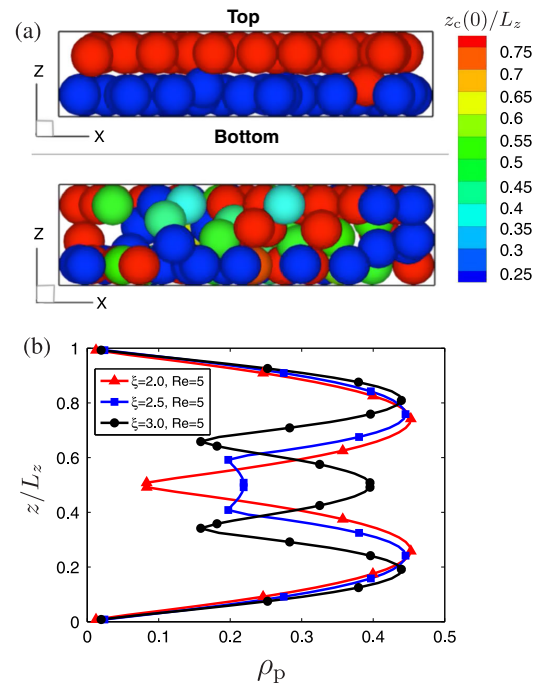 (a)
Top
Z
X
Bottom
Z
X
z_c(0)/L_z
0.75
0.7
0.65
0.6
0.55
0.5
0.45
0.4
0.35
0.3
0.25
(b)
1
0.8
0.6
0.4
0.2
0
z/L_z
ξ=2.0, Re=5
ξ=2.5, Re=5
ξ=3.0, Re=5
0 0.1 0.2 0.3 0.4 0.5
ρ_p